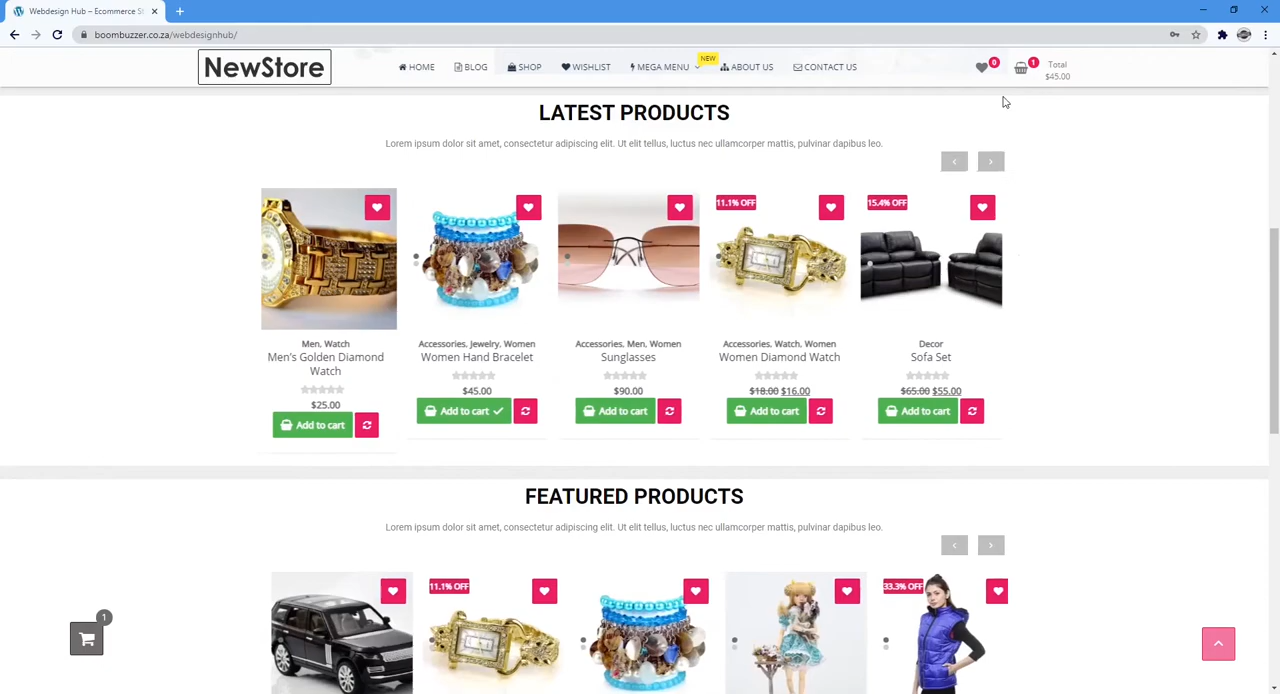 Webdesign Hub – Ecommerce S
boombuzzer.co.za/webdesignhub/
NewStore
HOME
BLOG
SHOP
WISHLIST
MEGA MENU
NEW
ABOUT US
CONTACT US
0
1
Total
$45.00
LATEST PRODUCTS
Lorem ipsum dolor sit amet, consectetur adipiscing elit. Ut elit tellus, luctus nec ullamcorper mattis, pulvinar dapibus leo.
11.1% OFF
15.4% OFF
Men, Watch
Men's Golden Diamond
Watch
$25.00
Add to cart
Accessories, Jewelry, Women
Women Hand Bracelet
$45.00
Add to cart
Accessories, Men, Women
Sunglasses
$90.00
Add to cart
Accessories, Watch, Women
Women Diamond Watch
$18.00 $16.00
Add to cart
Decor
Sofa Set
$65.00 $55.00
Add to cart
FEATURED PRODUCTS
Lorem ipsum dolor sit amet, consectetur adipiscing elit. Ut elit tellus, luctus nec ullamcorper mattis, pulvinar dapibus leo.
11.1% OFF
33.3% OFF
1